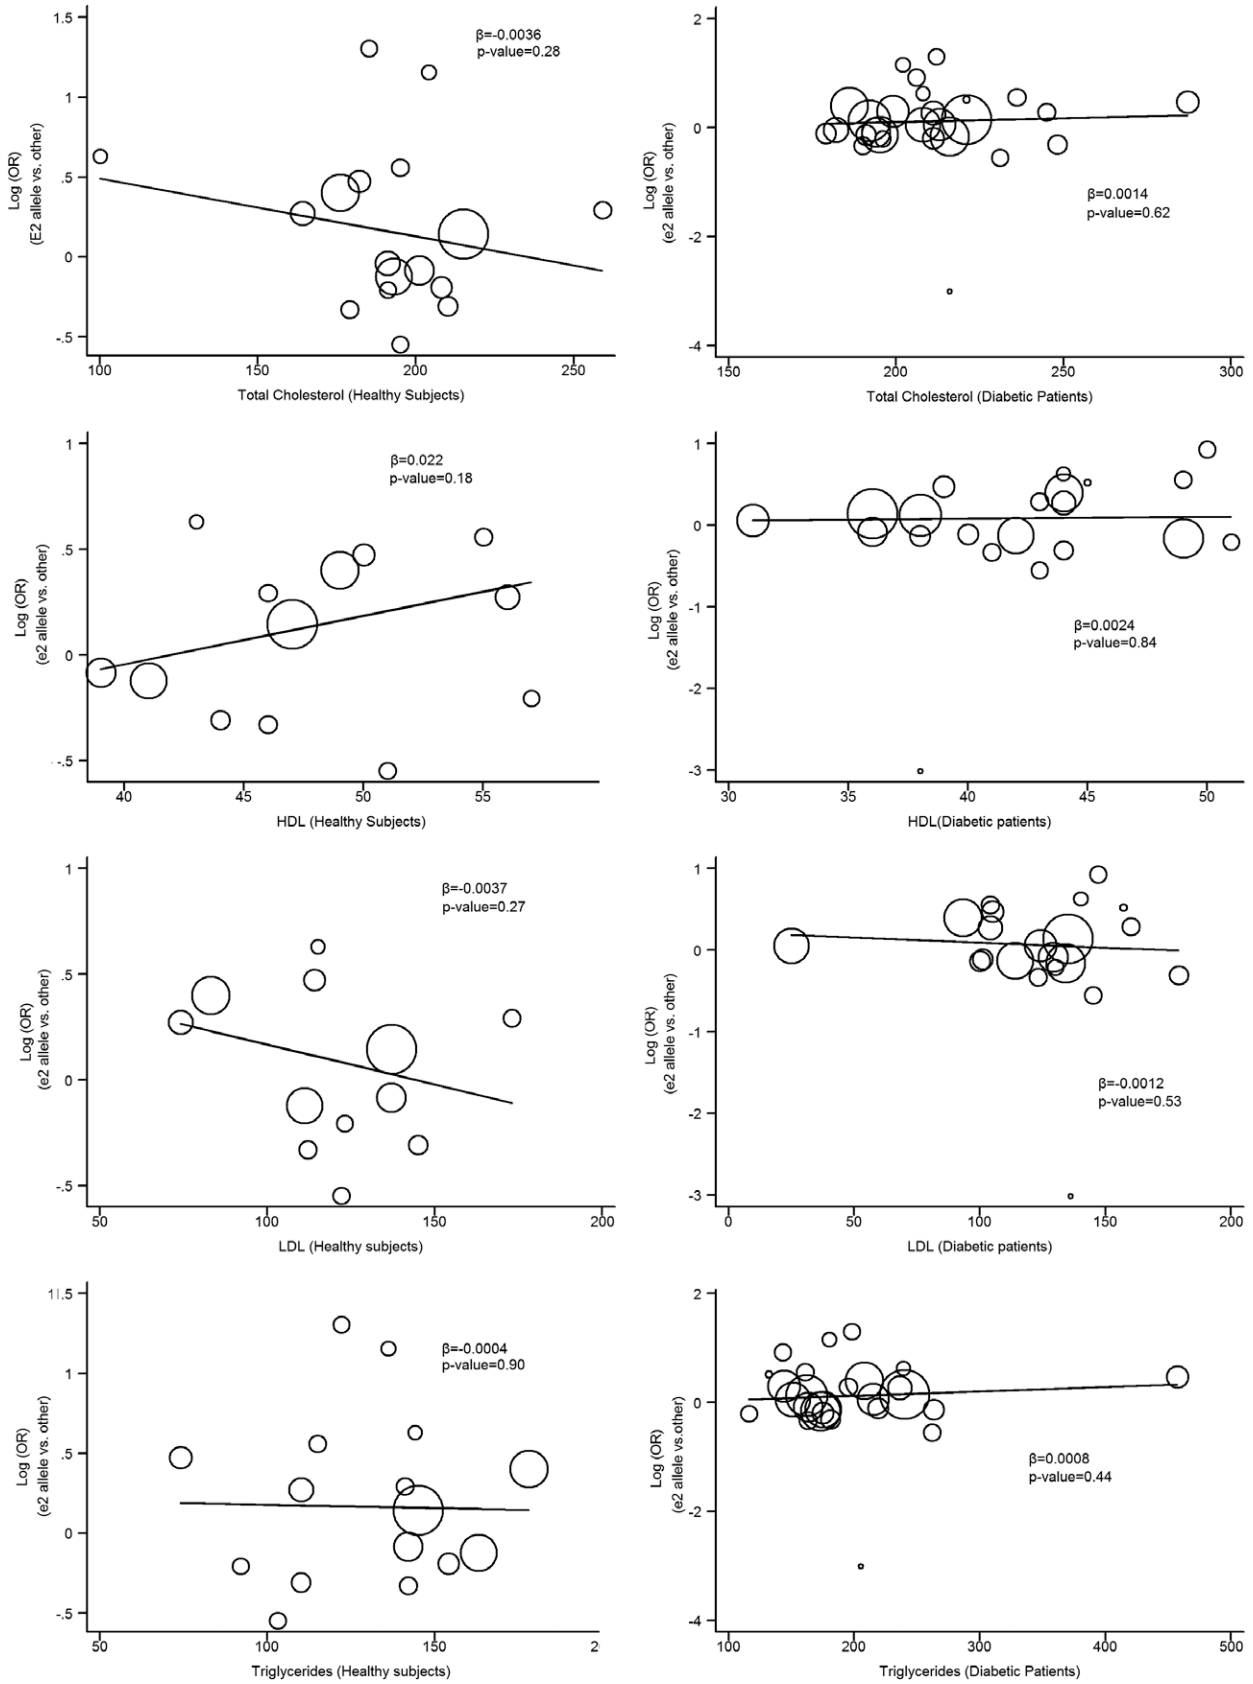 1.5
1
.5
0
-.5
Log (OR)
(E2 allele vs. other)
β=-0.0036
p-value=0.28
100
150
200
250
Total Cholesterol (Healthy Subjects)
2
0
-2
-4
Log (OR)
(e2 allele vs. other)
β=0.0014
p-value=0.62
150
200
250
300
Total Cholesterol (Diabetic Patients)
1
.5
0
-.5
Log (OR)
(e2 allele vs. other)
β=0.022
p-value=0.18
40
45
50
55
HDL (Healthy Subjects)
1
0
-1
-2
-3
Log (OR)
(e2 allele vs. other)
β=0.0024
p-value=0.84
30
35
40
45
50
HDL(Diabetic patients)
1
.5
0
-.5
Log (OR)
(e2 allele vs. other)
β=-0.0037
p-value=0.27
50
100
150
200
LDL (Healthy subjects)
1
0
-1
-2
-3
Log (OR)
(e2 allele vs. other)
β=-0.0012
p-value=0.53
0
50
100
150
200
LDL (Diabetic patients)
1.5
1
.5
0
-.5
Log (OR)
(e2 allele vs. other)
β=-0.0004
p-value=0.90
50
100
150
2
Triglycerides (Healthy subjects)
2
0
-2
-4
Log (OR)
(e2 allele vs.other)
β=0.0008
p-value=0.44
100
200
300
400
500
Triglycerides (Diabetic Patients)